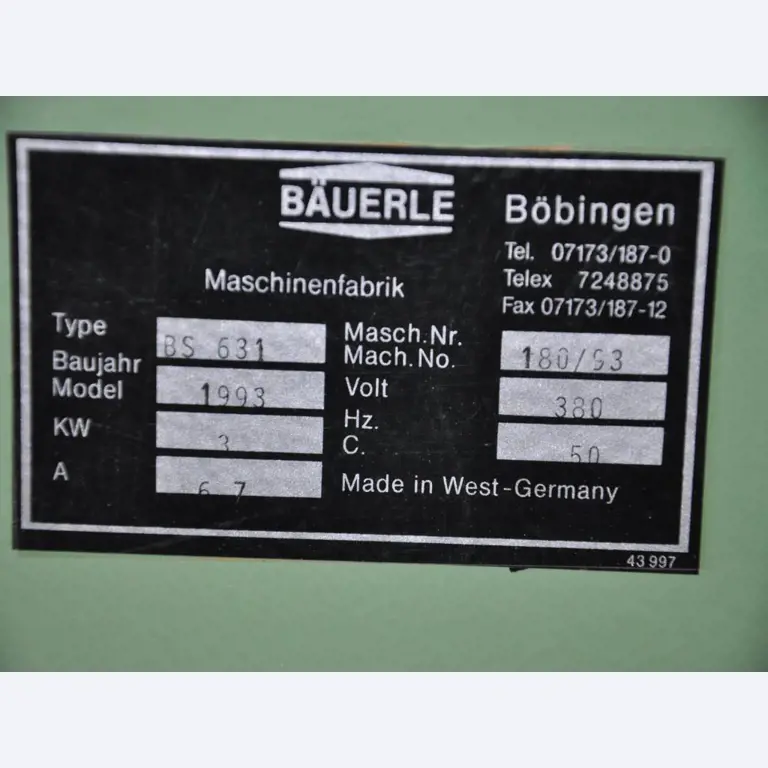 BÄUERLE
Böbingen
Tel. 07173/187-0
Telex 7248875
Fax 07173/187-12
Maschinenfabrik
Type BS 631
Masch.Nr.
Mach.No. 180/93
Baujahr
Model 1993
Volt 380
KW 3
Hz.
C. 50
A 6 7
Made in West-Germany
43 997